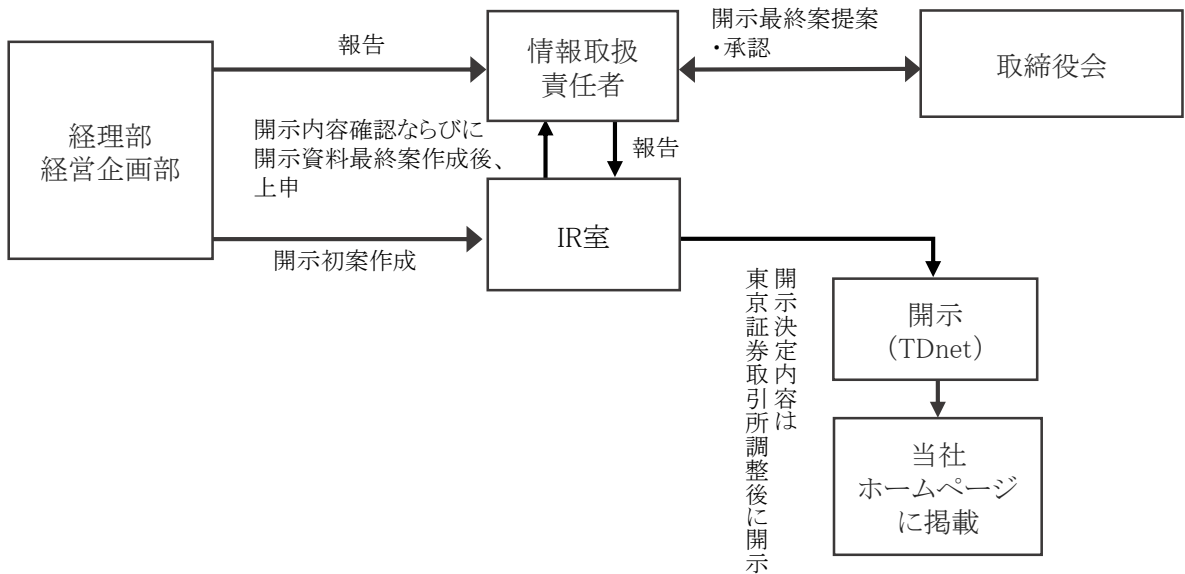 経理部
経営企画部
報告
情報取扱
責任者
開示最終案提案
・承認
取締役会
開示内容確認ならびに
開示資料最終案作成後、
上申
報告
開示初案作成
IR室
開示決定内容は
東京証券取引所調整後に開示
開示
（TDnet）
当社
ホームページ
に掲載